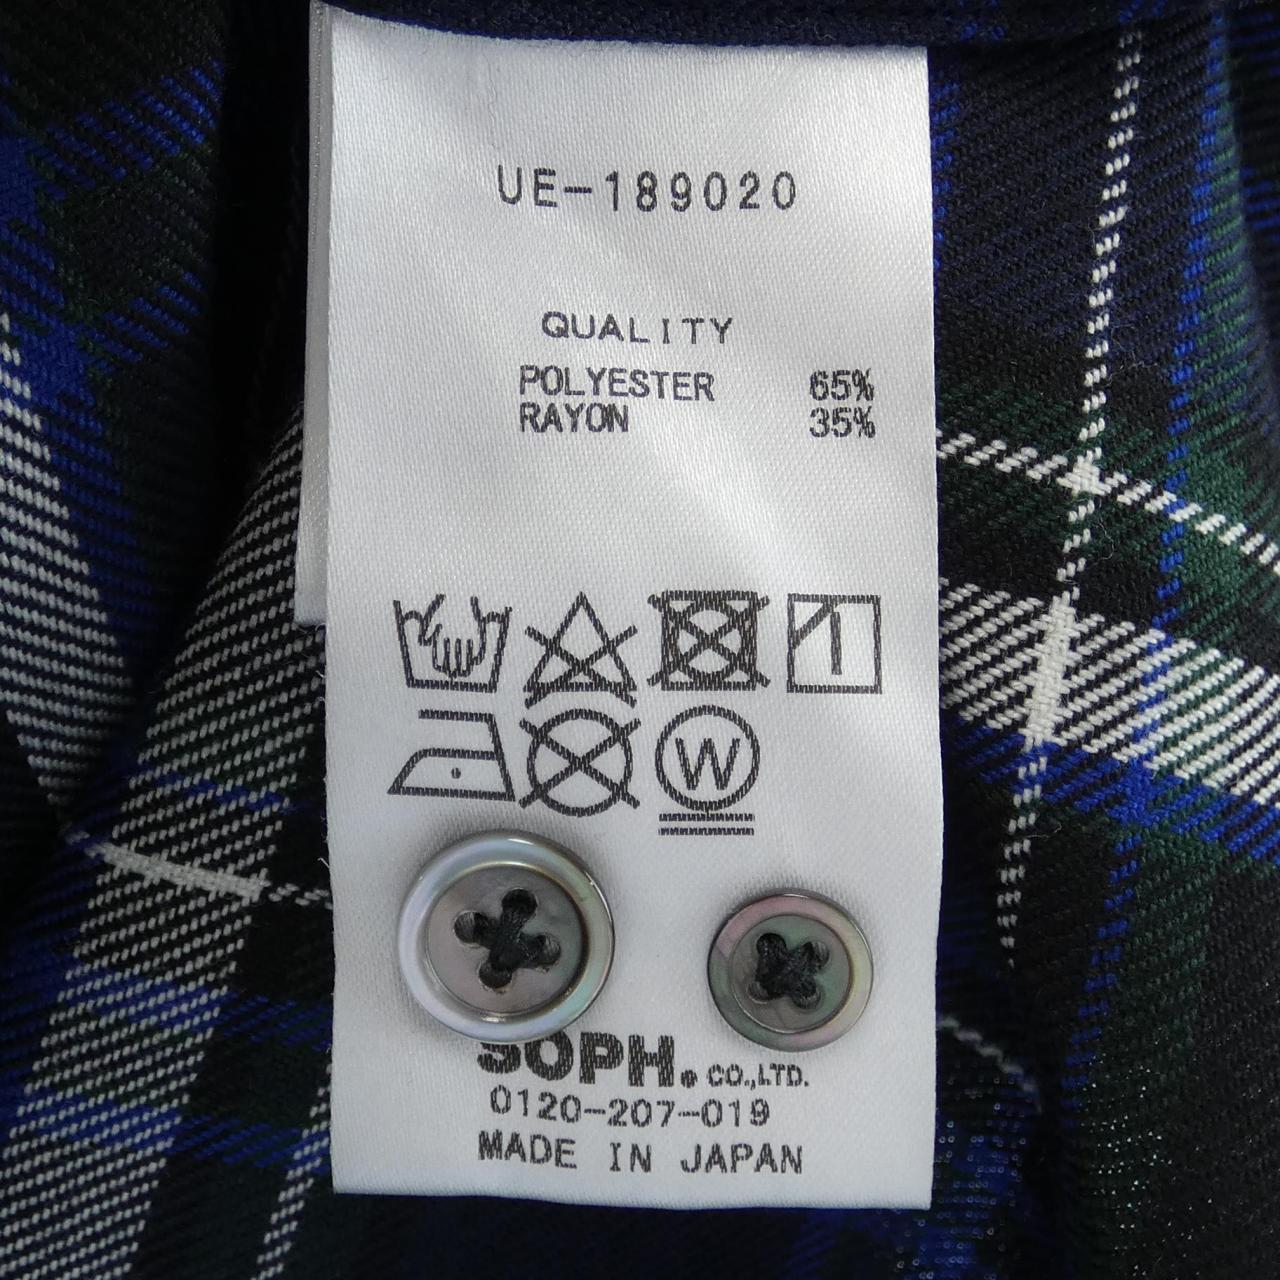 UE-189020
QUALITY
POLYESTER 65%
RAYON 35%
W
SOPH. CO.,LTD.
0120-207-019
MADE IN JAPAN